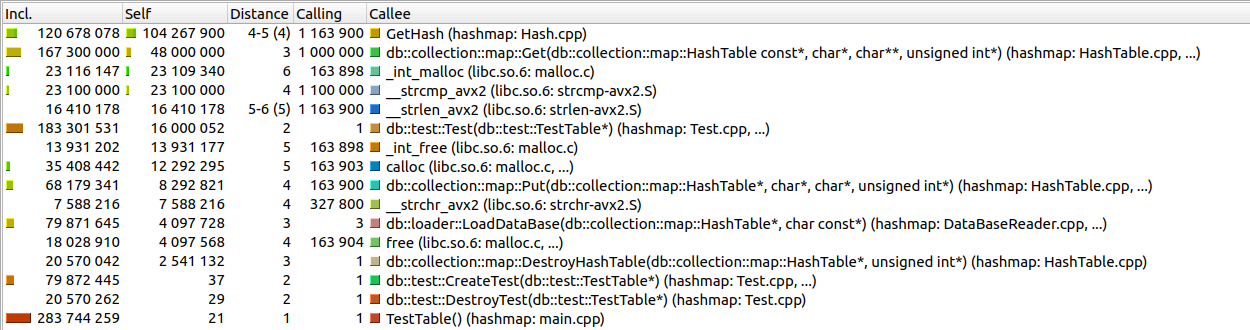 Incl. Self Distance Calling Callee
120 678 078 104 267 900 4-5 (4) 1 163 900 GetHash (hashmap: Hash.cpp)
167 300 000 48 000 000 3 1 000 000 db::collection::map::Get(db::collection::map::HashTable const*, char*, char**, unsigned int*) (hashmap: HashTable.cpp, ...)
23 116 147 23 109 340 6 163 898 _int_malloc (libc.so.6: malloc.c)
23 100 000 23 100 000 4 1 100 000 __strcmp_avx2 (libc.so.6: strcmp-avx2.S)
16 410 178 16 410 178 5-6 (5) 1 163 900 __strlen_avx2 (libc.so.6: strlen-avx2.S)
183 301 531 16 000 052 2 1 db::test::Test(db::test::TestTable*) (hashmap: Test.cpp, ...)
13 931 202 13 931 177 5 163 898 _int_free (libc.so.6: malloc.c)
35 408 442 12 292 295 5 163 903 calloc (libc.so.6: malloc.c, ...)
68 179 341 8 292 821 4 163 900 db::collection::map::Put(db::collection::map::HashTable*, char*, char*, unsigned int*) (hashmap: HashTable.cpp, ...)
7 588 216 7 588 216 4 327 800 __strchr_avx2 (libc.so.6: strchr-avx2.S)
79 871 645 4 097 728 3 3 db::loader::LoadDataBase(db::collection::map::HashTable*, char const*) (hashmap: DataBaseReader.cpp, ...)
18 028 910 4 097 568 4 163 904 free (libc.so.6: malloc.c, ...)
20 570 042 2 541 132 3 1 db::collection::map::DestroyHashTable(db::collection::map::HashTable*, unsigned int*) (hashmap: HashTable.cpp)
79 872 445 37 2 1 db::test::CreateTest(db::test::TestTable*) (hashmap: Test.cpp, ...)
20 570 262 29 2 1 db::test::DestroyTest(db::test::TestTable*) (hashmap: Test.cpp)
283 744 259 21 1 1 TestTable() (hashmap: main.cpp)